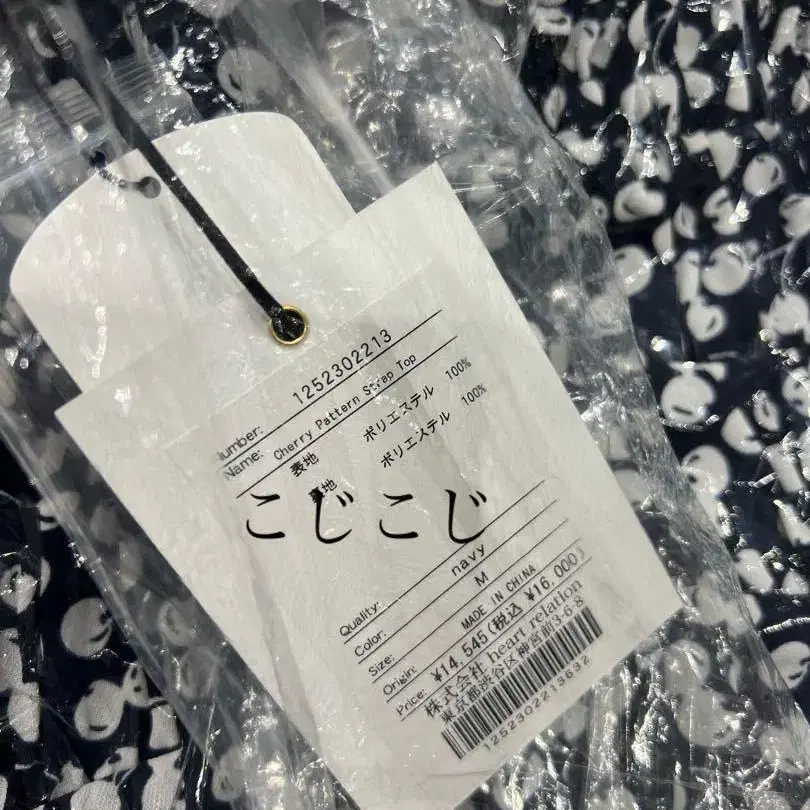 Number: 1252302213
Name: Cherry Pattern Strap Top
表地 ポリエステル 100%
裏地 ポリエステル 100%
こじこじ
Quality:
Color: navy
Size: M
Origin: MADE IN CHINA
Price: ¥14,545(税込 ¥16,000)
株式会社 heart relation
東京都渋谷区神宮前3-6-8
1252302213632